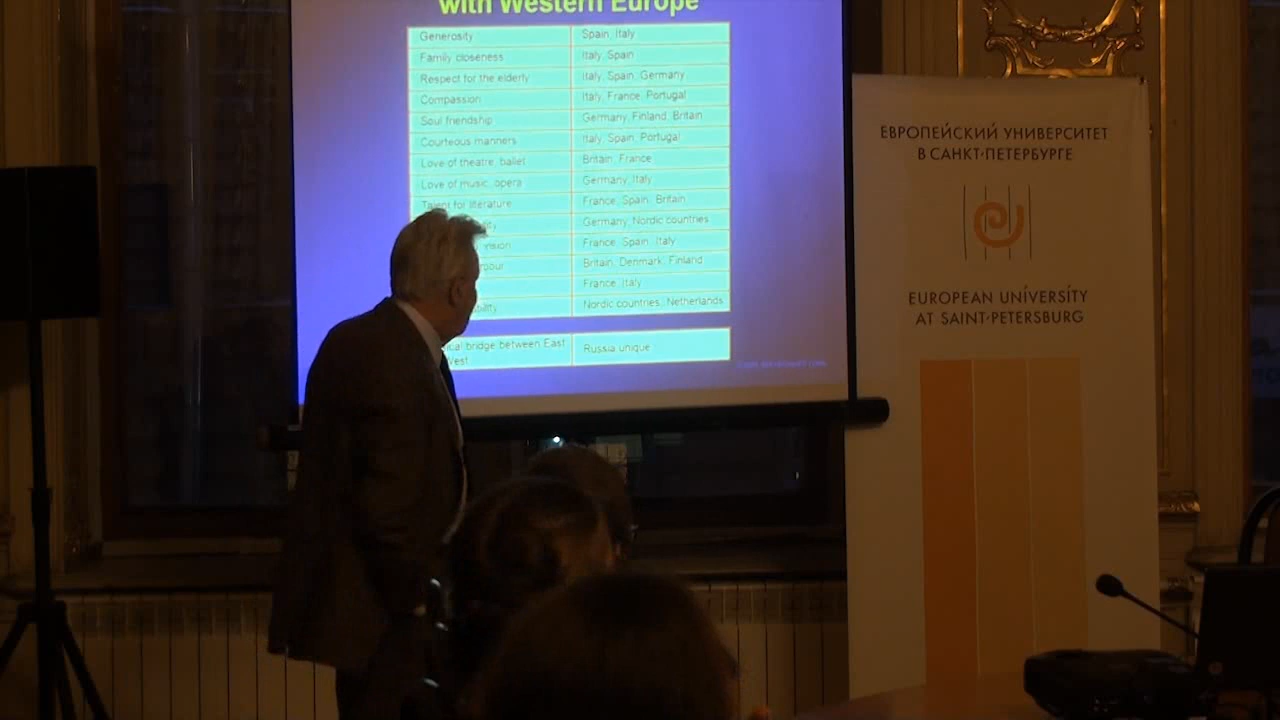 with Western Europe
Generosity Spain, Italy
Family closeness Italy, Spain
Respect for the elderly Italy, Spain, Germany
Compassion Italy, France, Portugal
Soul friendship Germany, Finland, Britain
Courteous manners Italy, Spain, Portugal
Love of theatre, ballet Britain, France
Love of music, opera Germany, Italy
Talent for literature France, Spain, Britain
Germany, Nordic countries
France, Spain, Italy
Britain, Denmark, Finland
France, Italy
Nordic countries, Netherlands
bridge between East Russia unique
ЕВРОПЕЙСКИЙ УНИВЕРСИТЕТ
В САНКТ-ПЕТЕРБУРГЕ
EUROPEAN UNIVERSITY
AT SAINT-PETERSBURG